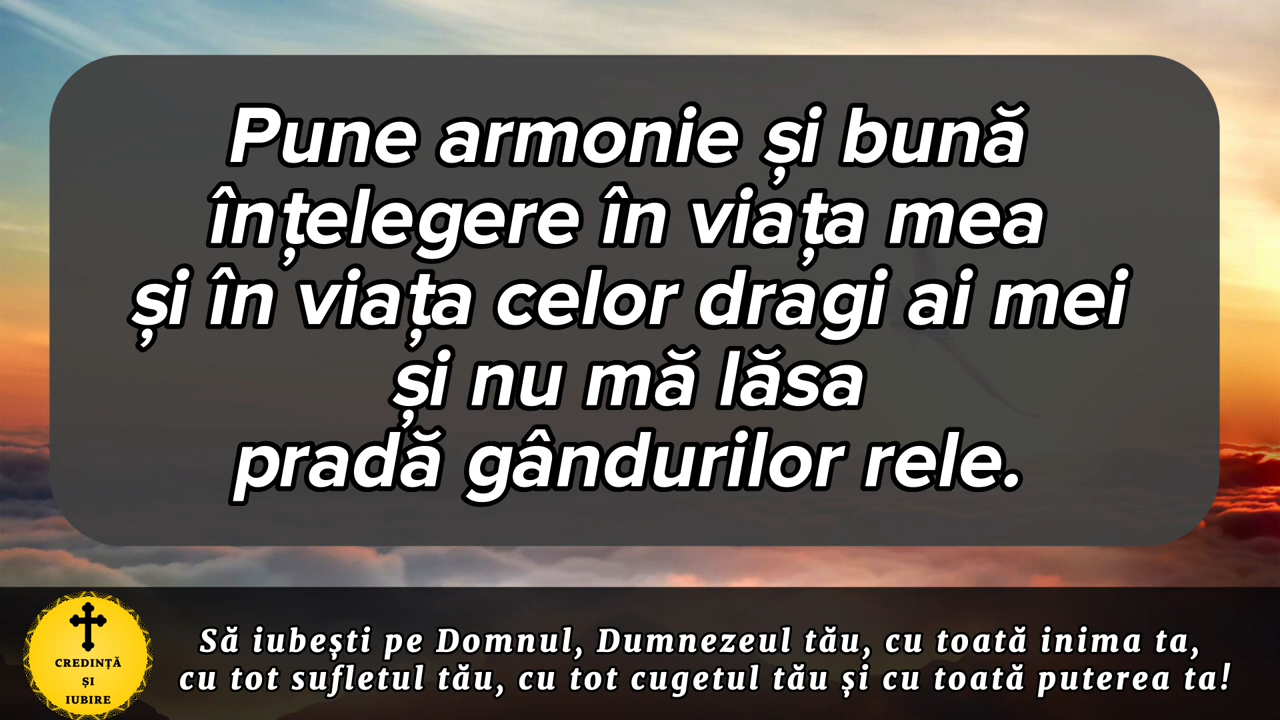 Pune armonie și bună
înțelegere în viața mea
și în viața celor dragi ai mei
și nu mă lăsa
pradă gândurilor rele.
CREDINȚĂ
ȘI
IUBIRE
Să iubești pe Domnul, Dumnezeul tău, cu toată inima ta,
cu tot sufletul tău, cu tot cugetul tău și cu toată puterea ta!